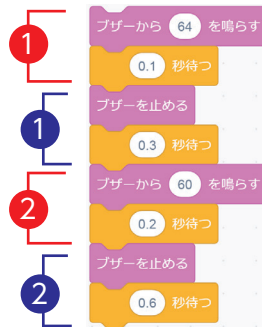 1
ブザーから 64 を鳴らす
0.1 秒待つ
1
ブザーを止める
0.3 秒待つ
2
ブザーから 60 を鳴らす
0.2 秒待つ
2
ブザーを止める
0.6 秒待つ